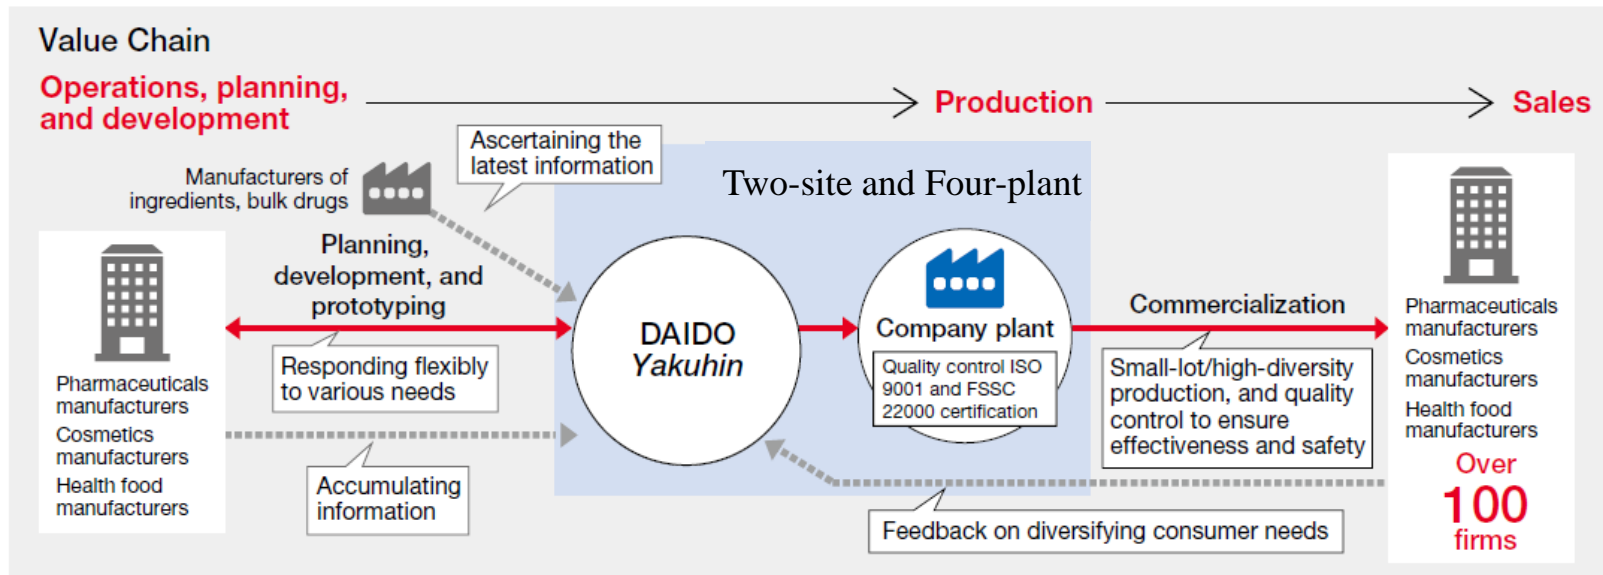 Value Chain
Operations, planning,
and development
Production
Sales
Ascertaining the
latest information
Manufacturers of
ingredients, bulk drugs
Two-site and Four-plant
Planning,
development, and
prototyping
Responding flexibly
to various needs
Pharmaceuticals
manufacturers
Cosmetics
manufacturers
Health food
manufacturers
Accumulating
information
DAIDO
Yakuhin
Company plant
Quality control ISO
9001 and FSSC
22000 certification
Commercialization
Small-lot/high-diversity
production, and quality
control to ensure
effectiveness and safety
Feedback on diversifying consumer needs
Pharmaceuticals
manufacturers
Cosmetics
manufacturers
Health food
manufacturers
Over
100
firms